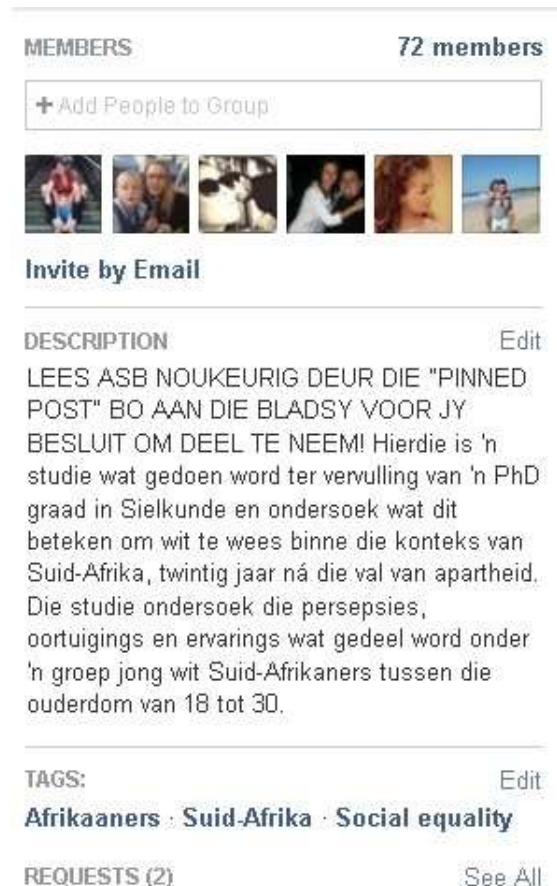 MEMBERS 72 members
+ Add People to Group
Invite by Email
DESCRIPTION Edit
LEES ASB NOUKEURIG DEUR DIE "PINNED
POST" BO AAN DIE BLADSY VOOR JY
BESLUIT OM DEEL TE NEEM! Hierdie is 'n
studie wat gedoen word ter vervulling van 'n PhD
graad in Sielkunde en ondersoek wat dit
beteken om wit te wees binne die konteks van
Suid-Afrika, twintig jaar ná die val van apartheid.
Die studie ondersoek die persepsies,
oortuigings en ervarings wat gedeel word onder
'n groep jong wit Suid-Afrikaners tussen die
ouderdom van 18 tot 30.
TAGS: Edit
Afrikaaners · Suid-Afrika · Social equality
REQUESTS (2) See All